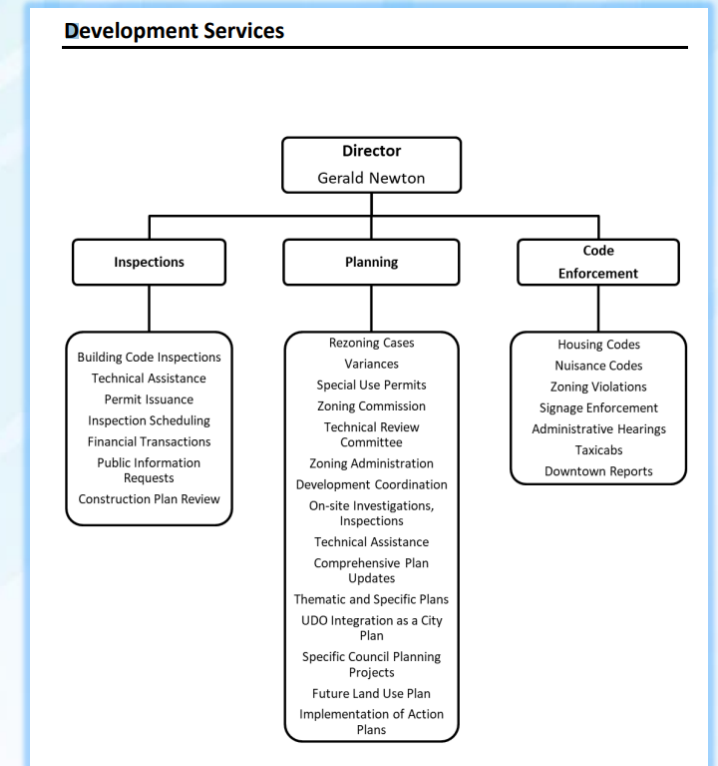 Development Services
Director
Gerald Newton
Inspections
Planning
Code
Enforcement
Building Code Inspections
Technical Assistance
Permit Issuance
Inspection Scheduling
Financial Transactions
Public Information
Requests
Construction Plan Review
Rezoning Cases
Variances
Special Use Permits
Zoning Commission
Technical Review
Committee
Zoning Administration
Development Coordination
On-site Investigations,
Inspections
Technical Assistance
Comprehensive Plan
Updates
Thematic and Specific Plans
UDO Integration as a City
Plan
Specific Council Planning
Projects
Future Land Use Plan
Implementation of Action
Plans
Housing Codes
Nuisance Codes
Zoning Violations
Signage Enforcement
Administrative Hearings
Taxicabs
Downtown Reports